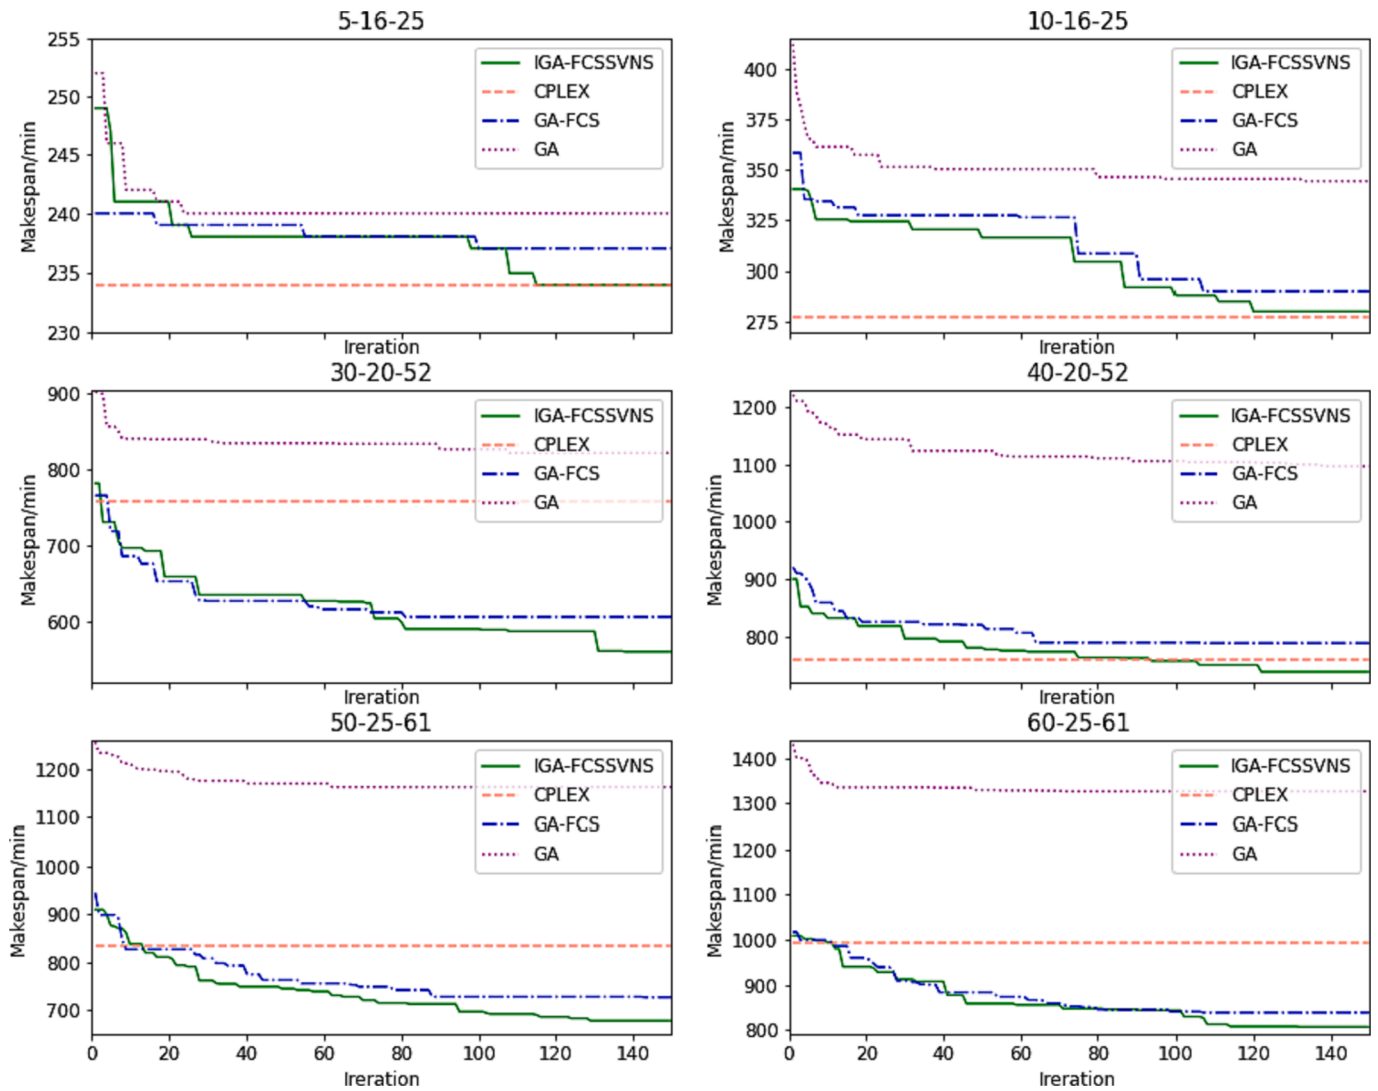 5-16-25
255
250
245
240
235
230
Makespan/min
IGA-FCSSVNS
CPLEX
GA-FCS
GA
Ireration
10-16-25
400
375
350
325
300
275
Makespan/min
IGA-FCSSVNS
CPLEX
GA-FCS
GA
Ireration
30-20-52
900
800
700
600
Makespan/min
IGA-FCSSVNS
CPLEX
GA-FCS
GA
Ireration
40-20-52
1200
1100
1000
900
800
Makespan/min
IGA-FCSSVNS
CPLEX
GA-FCS
GA
Ireration
50-25-61
1200
1100
1000
900
800
700
Makespan/min
IGA-FCSSVNS
CPLEX
GA-FCS
GA
0 20 40 60 80 100 120 140
Ireration
60-25-61
1400
1300
1200
1100
1000
900
800
Makespan/min
IGA-FCSSVNS
CPLEX
GA-FCS
GA
0 20 40 60 80 100 120 140
Ireration